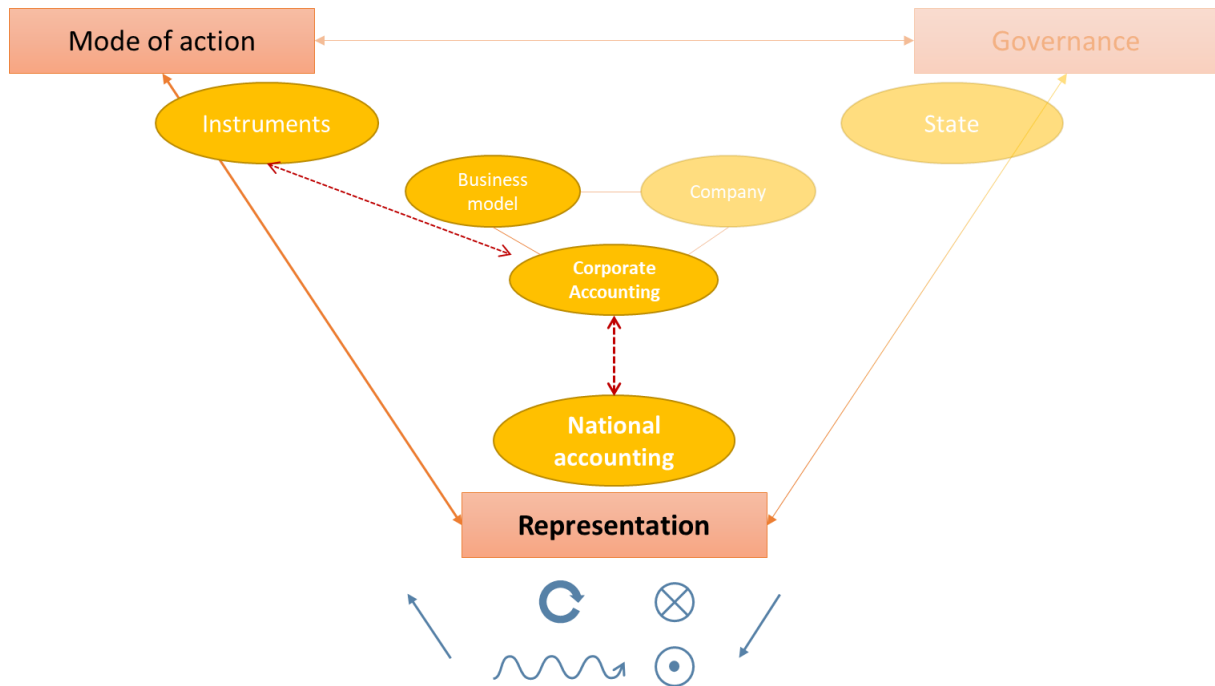 Mode of action
Governance
Instruments
State
Business
model
Company
Corporate
Accounting
National
accounting
Representation